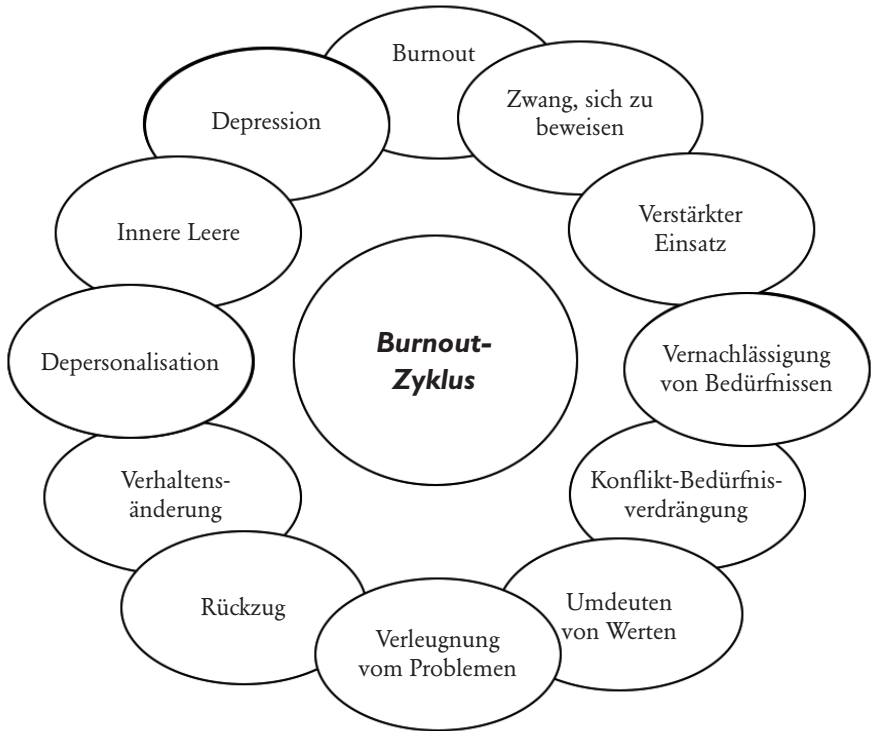 Burnout
Zwang, sich zu
beweisen
Verstärkter
Einsatz
Vernachlässigung
von Bedürfnissen
Konflikt-Bedürfnis-
verdrängung
Umdeuten
von Werten
Verleugnung
vom Problemen
Rückzug
Verhaltens-
änderung
Depersonalisation
Innere Leere
Depression
Burnout-
Zyklus